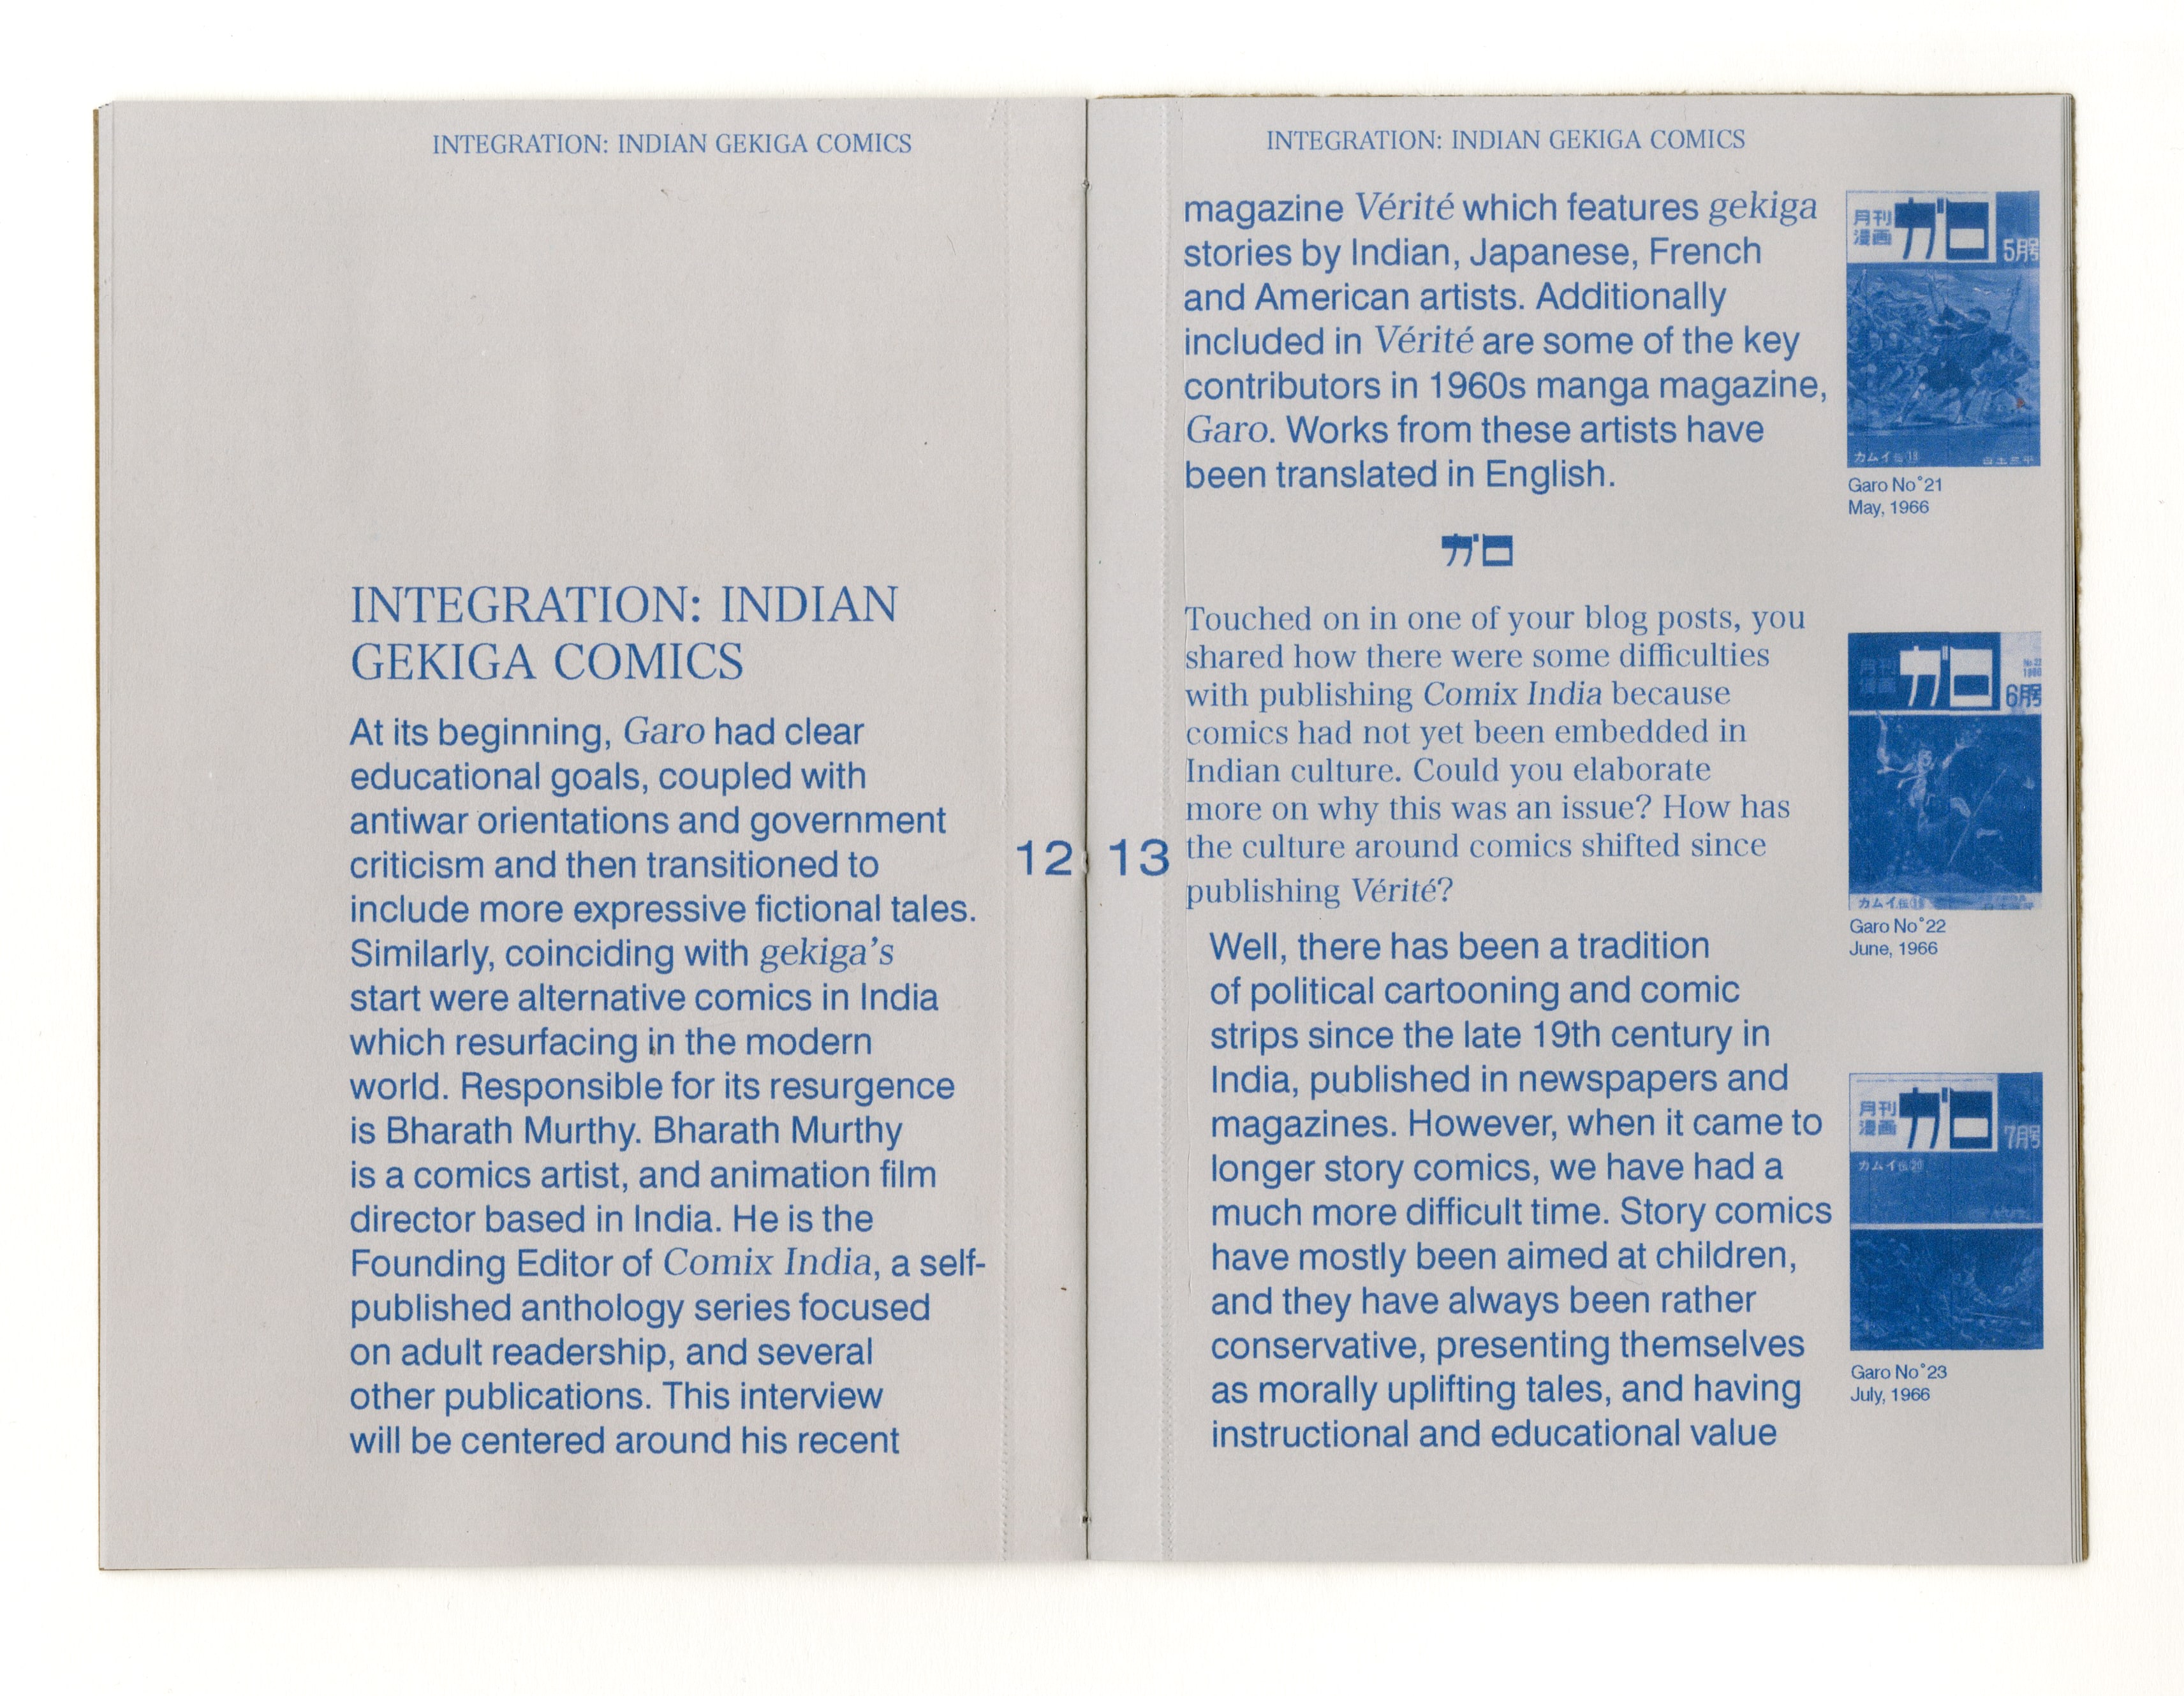 INTEGRATION: INDIAN GEKIGA COMICS
INTEGRATION: INDIAN
GEKIGA COMICS
At its beginning, Garo had clear
educational goals, coupled with
antiwar orientations and government
criticism and then transitioned to
include more expressive fictional tales.
Similarly, coinciding with gekiga’s
start were alternative comics in India
which resurfacing in the modern
world. Responsible for its resurgence
is Bharath Murthy. Bharath Murthy
is a comics artist, and animation film
director based in India. He is the
Founding Editor of Comix India, a self-
published anthology series focused
on adult readership, and several
other publications. This interview
will be centered around his recent
12
13
INTEGRATION: INDIAN GEKIGA COMICS
magazine Vérité which features gekiga
stories by Indian, Japanese, French
and American artists. Additionally
included in Vérité are some of the key
contributors in 1960s manga magazine,
Garo. Works from these artists have
been translated in English.
ガロ
Touched on in one of your blog posts, you
shared how there were some difficulties
with publishing Comix India because
comics had not yet been embedded in
Indian culture. Could you elaborate
more on why this was an issue? How has
the culture around comics shifted since
publishing Vérité?
Well, there has been a tradition
of political cartooning and comic
strips since the late 19th century in
India, published in newspapers and
magazines. However, when it came to
longer story comics, we have had a
much more difficult time. Story comics
have mostly been aimed at children,
and they have always been rather
conservative, presenting themselves
as morally uplifting tales, and having
instructional and educational value
月刊
漫画
ガロ
5月号
カムイ伝⑱
白土三平
Garo No°21
May, 1966
月刊
漫画
ガロ
6月号
カムイ伝⑲
Garo No°22
June, 1966
月刊
漫画
ガロ
7月号
カムイ伝⑳
Garo No°23
July, 1966